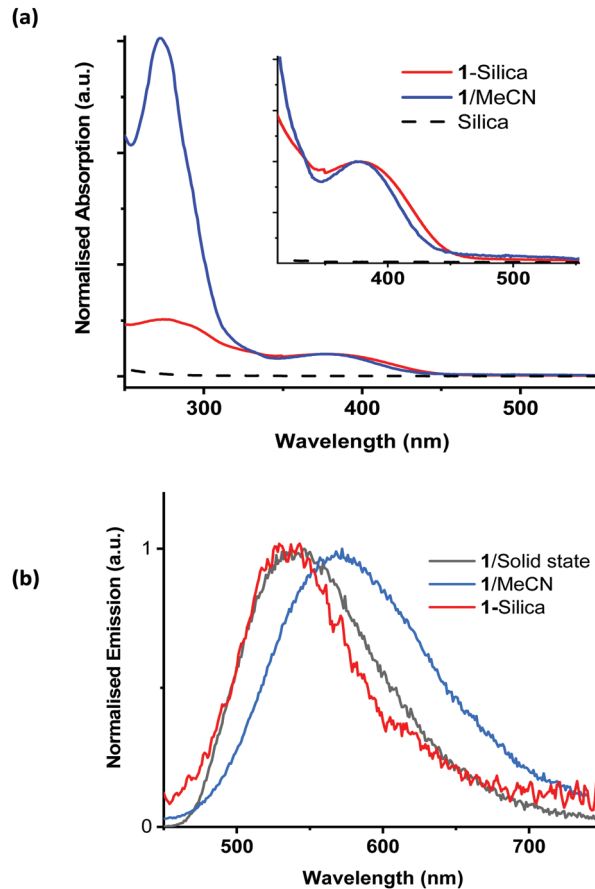 (a)
Normalised Absorption (a.u.)
1-Silica
1/MeCN
Silica
400
500
300
400
500
Wavelength (nm)
(b)
Normalised Emission (a.u.)
1
0
1/Solid state
1/MeCN
1-Silica
500
600
700
Wavelength (nm)